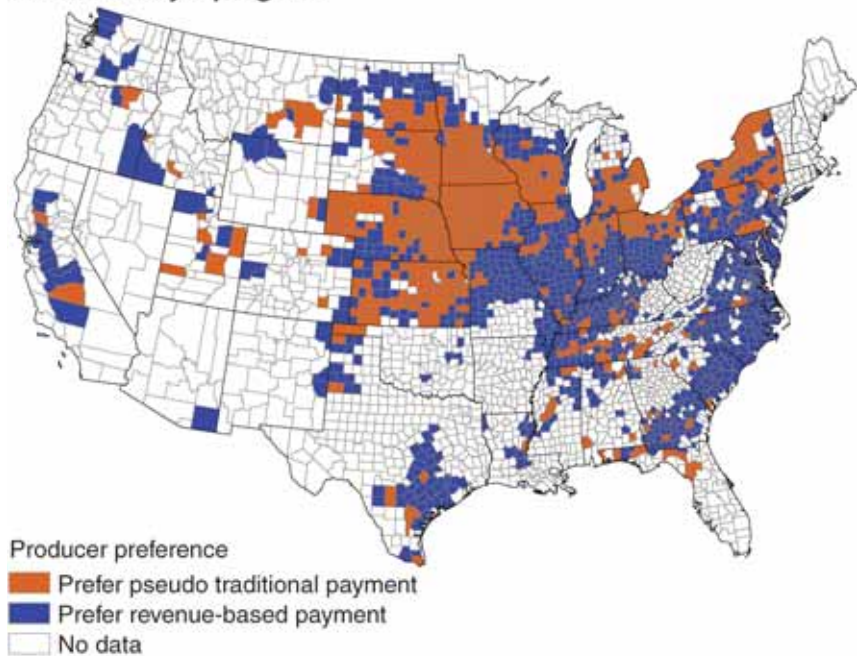 Producer preference
Prefer pseudo traditional payment
Prefer revenue-based payment
No data